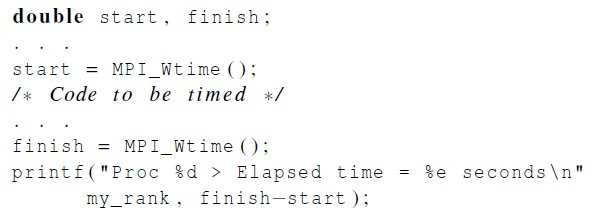 double start, finish;
. . .
start = MPI_Wtime();
/* Code to be timed */
. . .
finish = MPI_Wtime();
printf("Proc %d > Elapsed time = %e seconds\n"
my_rank, finish-start);